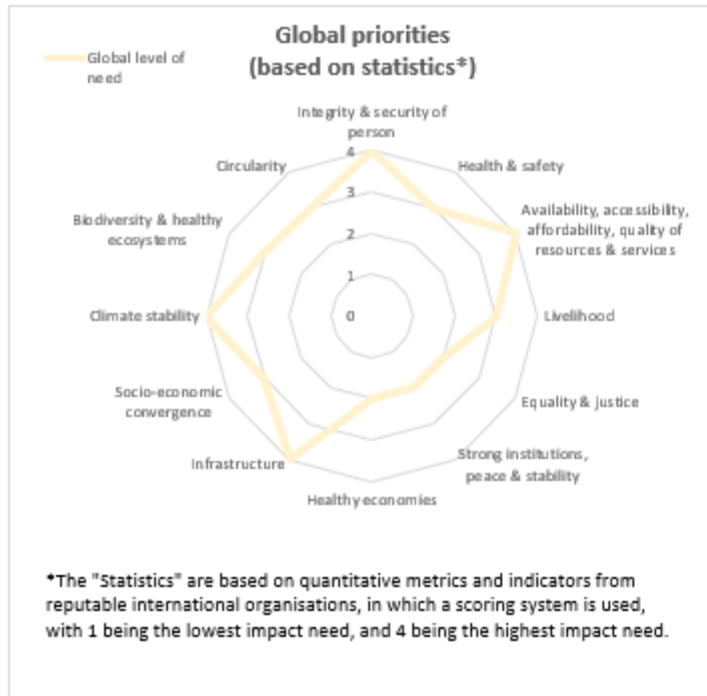 Global priorities
(based on statistics*)
Global level of
need
Integrity & security of
person
Health & safety
Availability, accessibility,
affordability, quality of
resources & services
Livelihood
Equality & justice
Strong institutions,
peace & stability
Healthy economies
Infrastructure
Socio-economic
convergence
Climate stability
Biodiversity & healthy
ecosystems
Circularity
4
3
2
1
0
*The "Statistics" are based on quantitative metrics and indicators from
reputable international organisations, in which a scoring system is used,
with 1 being the lowest impact need, and 4 being the highest impact need.